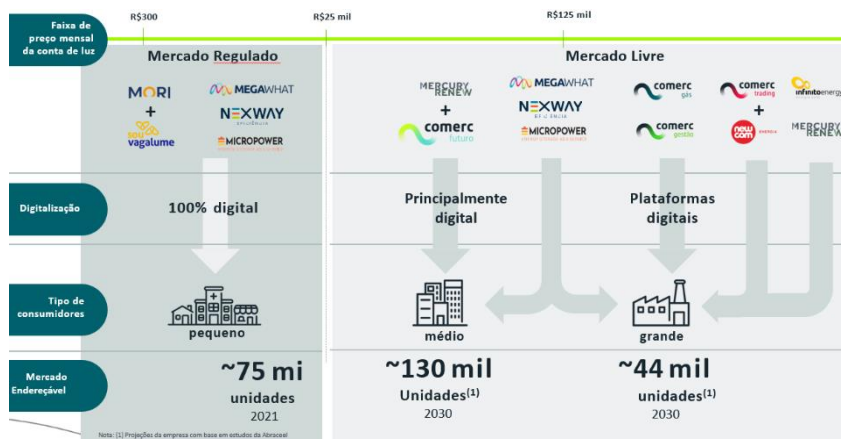 Faixa de
preço mensal
da conta de luz
R$300
R$25 mil
R$125 mil
Mercado Regulado
Mercado Livre
MORI
+
sou
vagalume
MEGAWHAT
NEXWAY
EFICIÊNCIA
MICROPOWER
MERCURY
RENEW
+
comerc
futuro
MEGAWHAT
NEXWAY
EFICIÊNCIA
MICROPOWER
comerc
gás
comerc
gestão
comerc
trading
+
newcom
ENERGIA
infinitoenergy
MERCURY
RENEW
Digitalização
100% digital
Principalmente
digital
Plataformas
digitais
Tipo de
consumidores
pequeno
médio
grande
Mercado
Endereçável
~75 mi
unidades
2021
~130 mil
Unidades(1)
2030
~44 mil
unidades(1)
2030
Nota: (1) Projeções da empresa com base em estudos da Abraceel